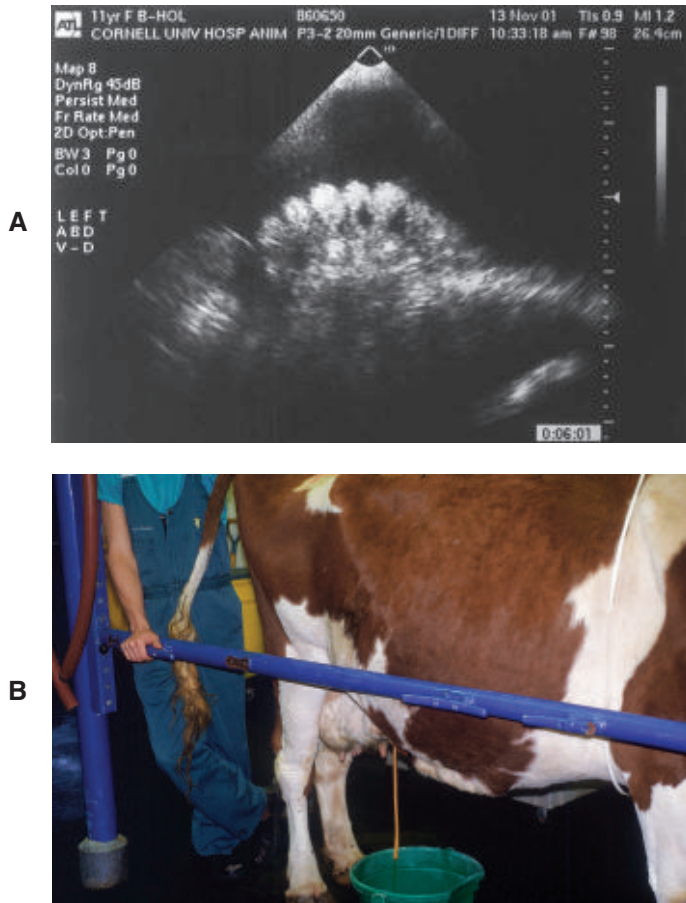 ATL
11yr F B-HOL 860650 13 Nov 01 TIs 0.9 MI 1.2
CORNELL UNIV HOSP ANIM P3-2 20mm Generic/1DIFF 10:33:18 am F# 98 26.4cm
Map 8
DynRg 45dB
Persist Med
Fr Rate Med
2D Opt:Pen
BW 3 Pg 0
Col 0 Pg 0
LEFT
ABD
V-D
0:06:01
A
B